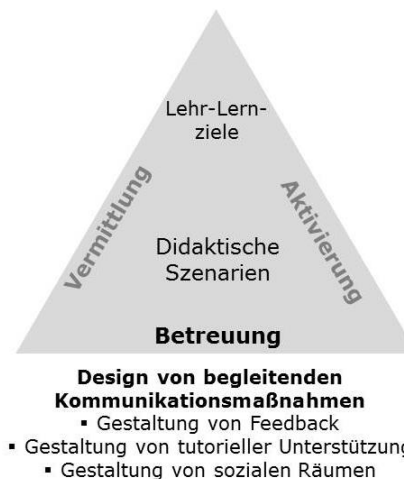 Lehr-Lern-
ziele
Vermittlung
Aktivierung
Didaktische
Szenarien
Betreuung
Design von begleitenden
Kommunikationsmaßnahmen
▪ Gestaltung von Feedback
▪ Gestaltung von tutorieller Unterstützung
▪ Gestaltung von sozialen Räumen